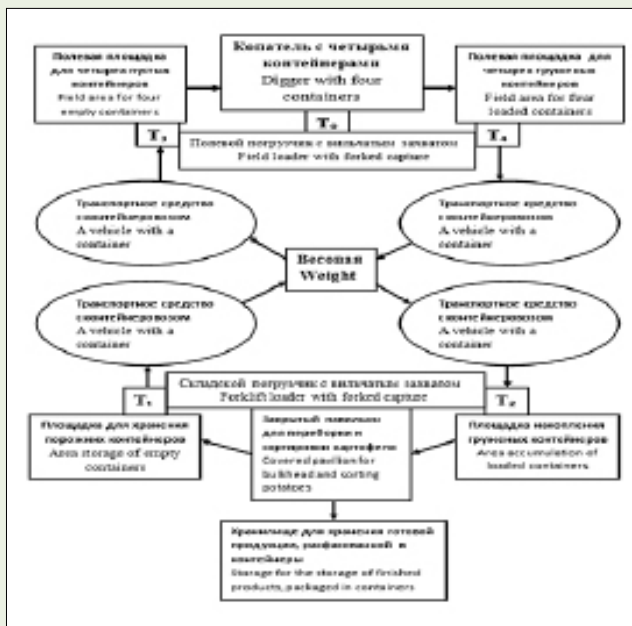 Полевая площадка
для четырех пустых
контейнеров
Field area for four
empty containers
Копатель с четырьмя
контейнерами
Digger with four
containers
Полевая площадка для
четырех груженых
контейнеров
Field area for four
loaded containers
Полевой погрузчик с вильчатым захватом
Field loader with forked capture
Транспортное средство
с контейнеровозом
A vehicle with a
container
Транспортное средство
с контейнеровозом
A vehicle with a
container
Весовая
Weight
Транспортное средство
с контейнеровозом
A vehicle with a
container
Транспортное средство
с контейнеровозом
A vehicle with a
container
Складской погрузчик с вильчатым захватом
Forklift loader with forked capture
T₁
Площадка для хранения
порожних контейнеров
Area storage of empty
containers
Закрытый павильон
для переборки и
сортировки картофеля
Covered pavilion for
bulkhead and sorting
potatoes
Площадка накопления
груженых контейнеров
Area accumulation of
loaded containers
Хранилище для хранения готовой
продукции, расфасованной в
контейнеры
Storage for the storage of finished
products, packaged in containers